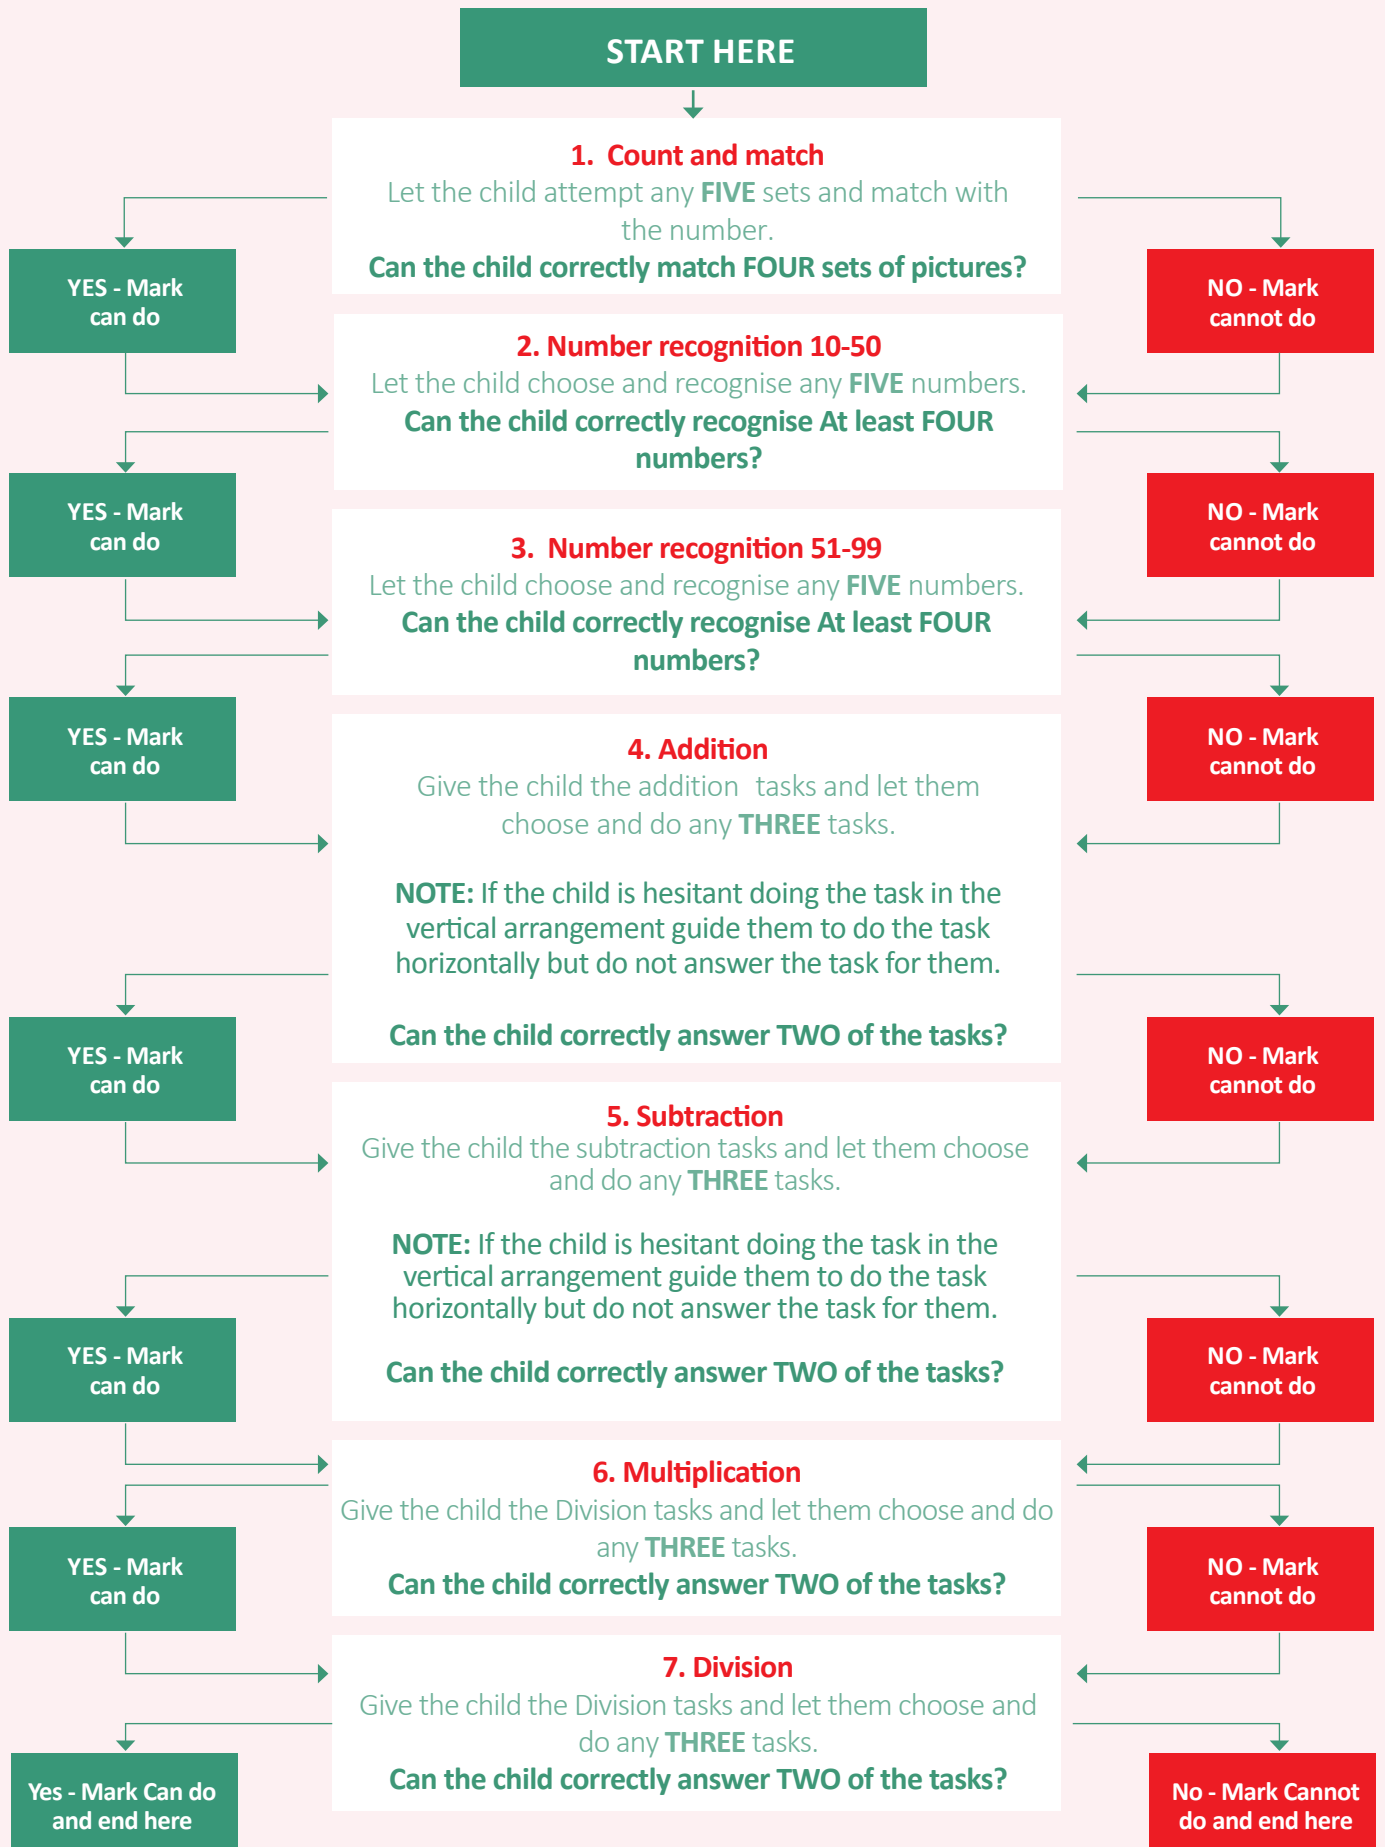 START HERE
1. Count and match
Let the child attempt any FIVE sets and match with
the number.
Can the child correctly match FOUR sets of pictures?
YES - Mark
can do
NO - Mark
cannot do
2. Number recognition 10-50
Let the child choose and recognise any FIVE numbers.
Can the child correctly recognise At least FOUR
numbers?
YES - Mark
can do
NO - Mark
cannot do
3. Number recognition 51-99
Let the child choose and recognise any FIVE numbers.
Can the child correctly recognise At least FOUR
numbers?
YES - Mark
can do
NO - Mark
cannot do
4. Addition
Give the child the addition tasks and let them
choose and do any THREE tasks.
NOTE: If the child is hesitant doing the task in the
vertical arrangement guide them to do the task
horizontally but do not answer the task for them.
Can the child correctly answer TWO of the tasks?
YES - Mark
can do
NO - Mark
cannot do
5. Subtraction
Give the child the subtraction tasks and let them choose
and do any THREE tasks.
NOTE: If the child is hesitant doing the task in the
vertical arrangement guide them to do the task
horizontally but do not answer the task for them.
Can the child correctly answer TWO of the tasks?
YES - Mark
can do
NO - Mark
cannot do
6. Multiplication
Give the child the Division tasks and let them choose and do
any THREE tasks.
Can the child correctly answer TWO of the tasks?
YES - Mark
can do
NO - Mark
cannot do
7. Division
Give the child the Division tasks and let them choose and
do any THREE tasks.
Can the child correctly answer TWO of the tasks?
Yes - Mark Can do
and end here
No - Mark Cannot
do and end here